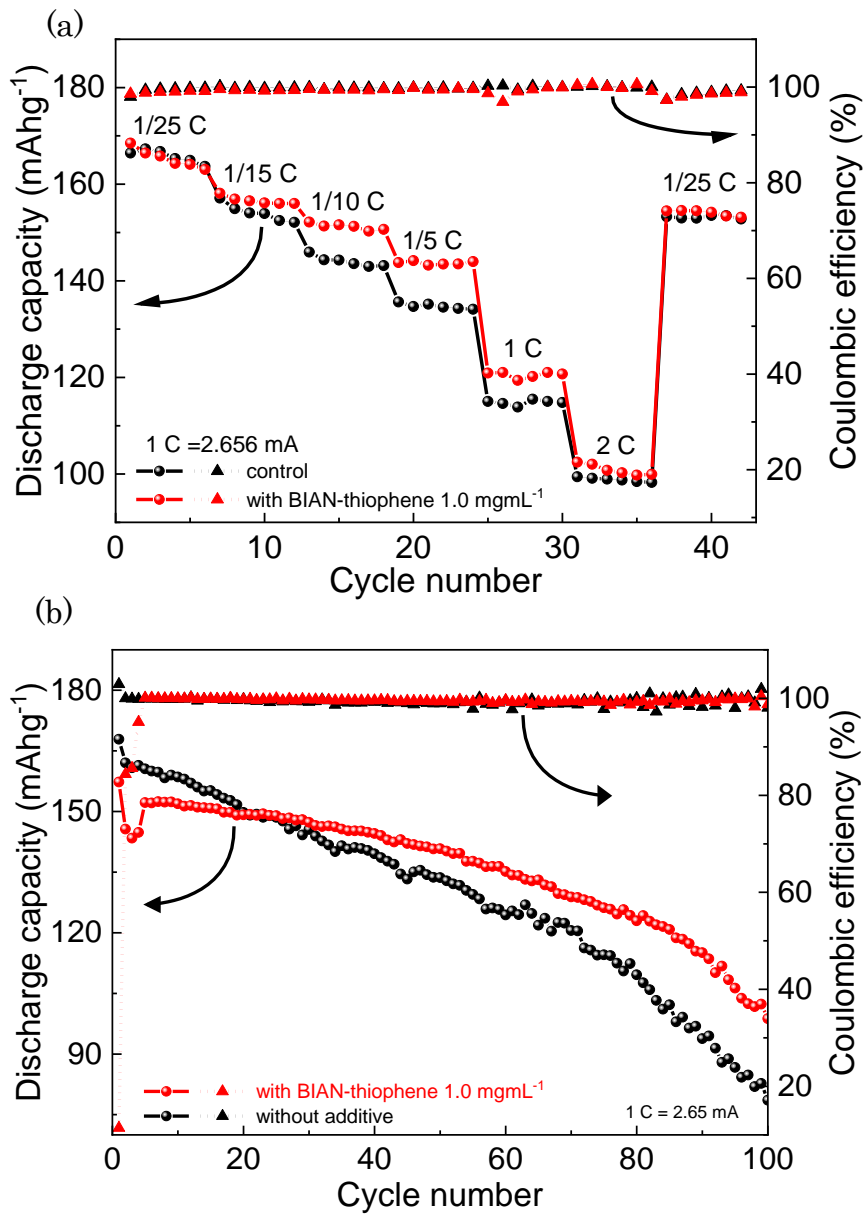 (a)
180
160
140
120
100
Discharge capacity (mAhg⁻¹)
1/25 C
1/15 C
1/10 C
1/5 C
1 C
2 C
1/25 C
1 C =2.656 mA
control
with BIAN-thiophene 1.0 mgmL⁻¹
100
80
60
40
20
Coulombic efficiency (%)
0 10 20 30 40
Cycle number
(b)
180
150
120
90
Discharge capacity (mAhg⁻¹)
with BIAN-thiophene 1.0 mgmL⁻¹
without additive
1 C = 2.65 mA
100
80
60
40
20
Coulombic efficiency (%)
0 20 40 60 80 100
Cycle number